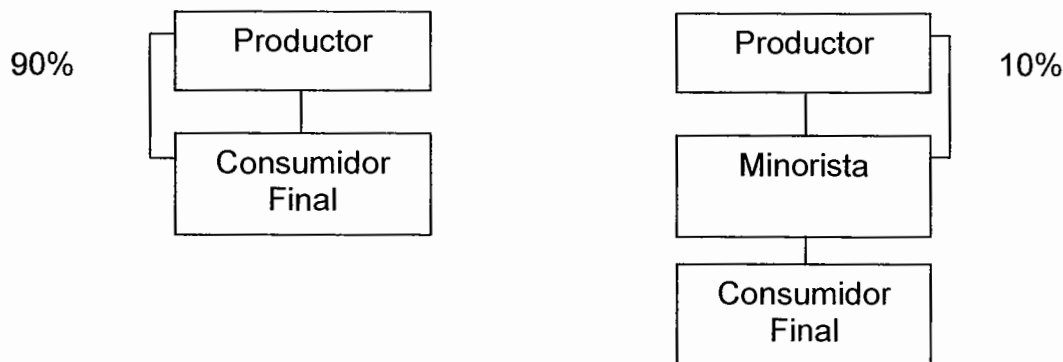 90%
Productor
Consumidor
Final
Productor
10%
Minorista
Consumidor
Final